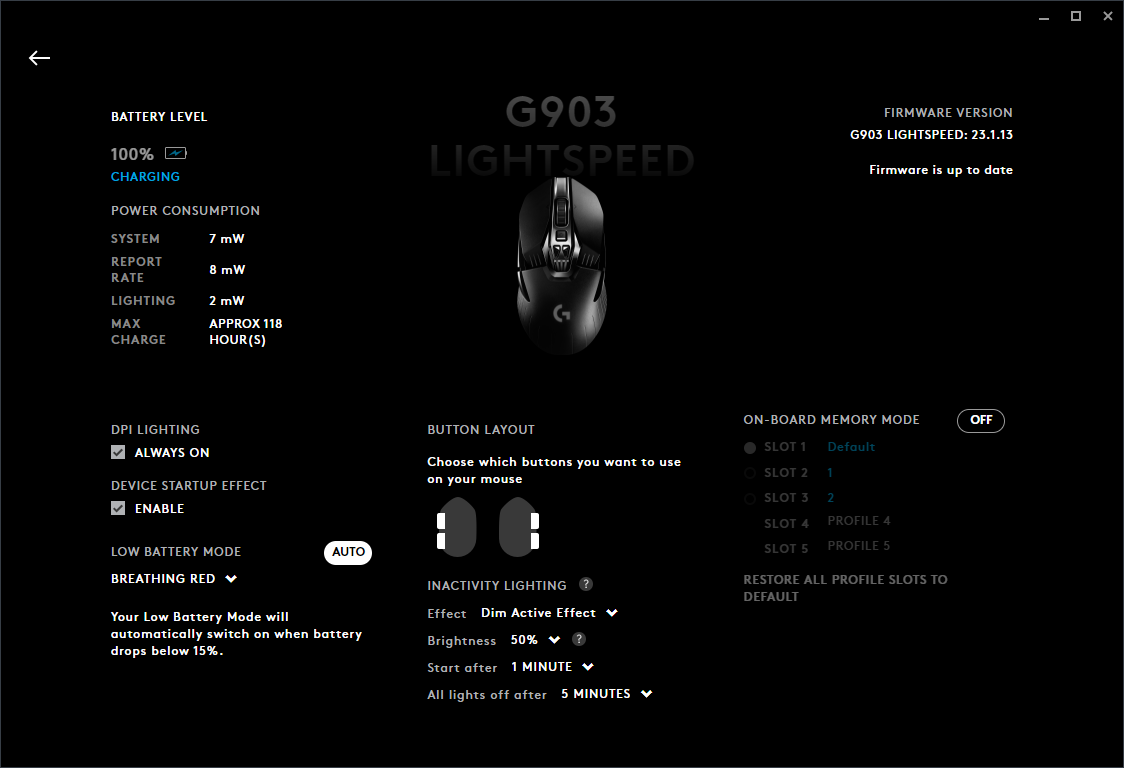 G903
LIGHTSPEED
BATTERY LEVEL
100%
CHARGING
POWER CONSUMPTION
SYSTEM 7 mW
REPORT
RATE 8 mW
LIGHTING 2 mW
MAX APPROX 118
CHARGE HOUR(S)
FIRMWARE VERSION
G903 LIGHTSPEED: 23.1.13
Firmware is up to date
DPI LIGHTING
ALWAYS ON
DEVICE STARTUP EFFECT
ENABLE
LOW BATTERY MODE AUTO
BREATHING RED
Your Low Battery Mode will
automatically switch on when battery
drops below 15%.
BUTTON LAYOUT
Choose which buttons you want to use
on your mouse
INACTIVITY LIGHTING ?
Effect Dim Active Effect
Brightness 50% ?
Start after 1 MINUTE
All lights off after 5 MINUTES
ON-BOARD MEMORY MODE OFF
SLOT 1 Default
SLOT 2 1
SLOT 3 2
SLOT 4 PROFILE 4
SLOT 5 PROFILE 5
RESTORE ALL PROFILE SLOTS TO
DEFAULT